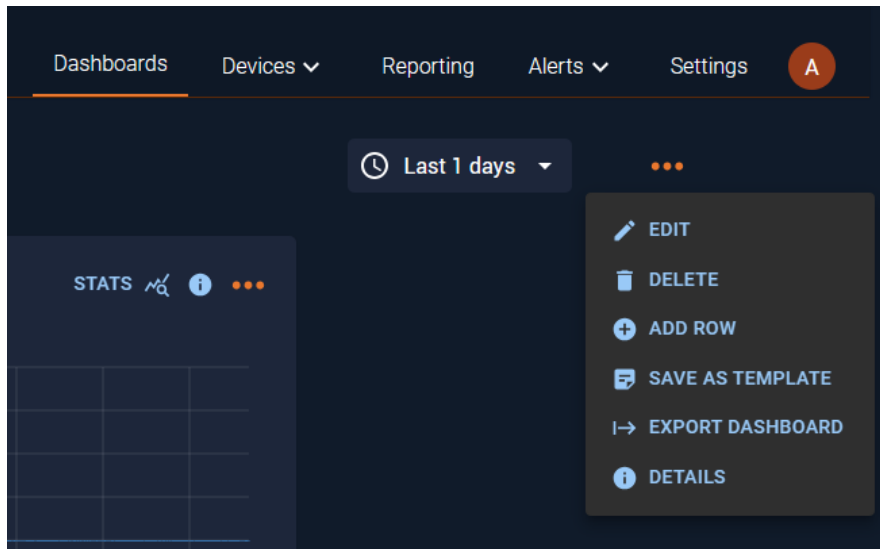 Dashboards Devices Reporting Alerts Settings A
Last 1 days
EDIT
STATS
DELETE
ADD ROW
SAVE AS TEMPLATE
EXPORT DASHBOARD
DETAILS